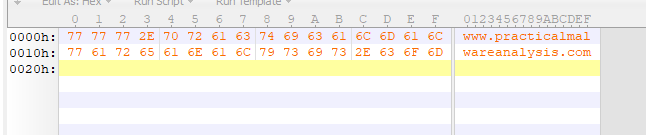 Edit As: Hex Run Script Run Template
0 1 2 3 4 5 6 7 8 9 A B C D E F 0123456789ABCDEF
0000h: 77 77 77 2E 70 72 61 63 74 69 63 61 6C 6D 61 6C www.practicalmal
0010h: 77 61 72 65 61 6E 61 6C 79 73 69 73 2E 63 6F 6D wareanalysis.com
0020h: